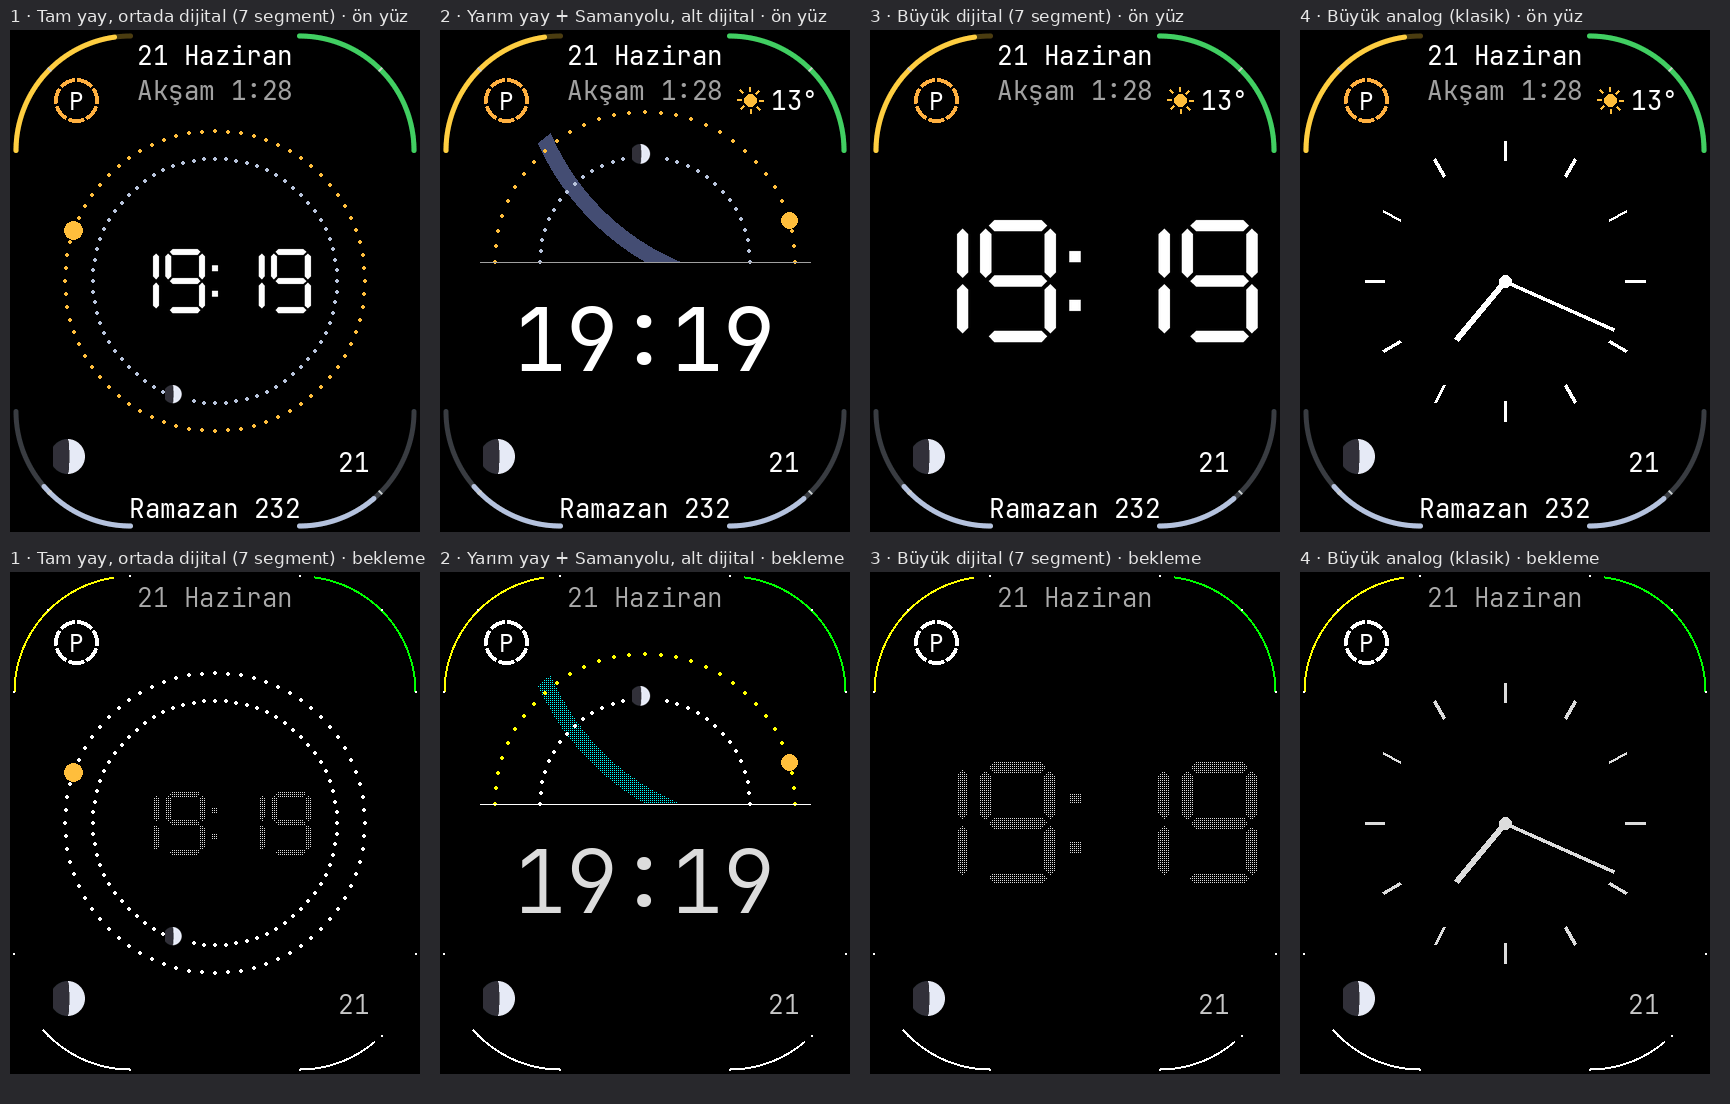 1 · Tam yay, ortada dijital (7 segment) · ön yüz
21 Haziran
Akşam 1:28
P
19:19
21
Ramazan 232
2 · Yarım yay + Samanyolu, alt dijital · ön yüz
21 Haziran
Akşam 1:28
P
13°
19:19
21
Ramazan 232
3 · Büyük dijital (7 segment) · ön yüz
21 Haziran
Akşam 1:28
P
13°
19:19
21
Ramazan 232
4 · Büyük analog (klasik) · ön yüz
21 Haziran
Akşam 1:28
P
13°
21
Ramazan 232
1 · Tam yay, ortada dijital (7 segment) · bekleme
21 Haziran
P
19:19
21
2 · Yarım yay + Samanyolu, alt dijital · bekleme
21 Haziran
P
19:19
21
3 · Büyük dijital (7 segment) · bekleme
21 Haziran
P
19:19
21
4 · Büyük analog (klasik) · bekleme
21 Haziran
P
21